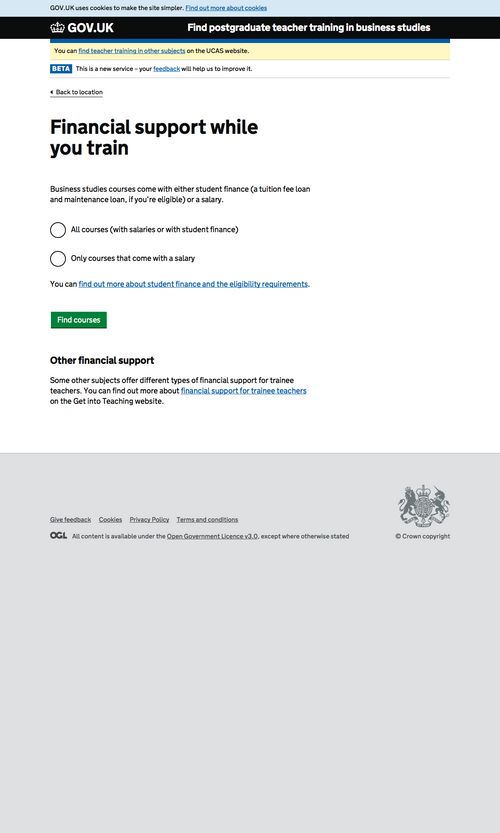 GOV.UK uses cookies to make the site simpler. Find out more about cookies
GOV.UK
Find postgraduate teacher training in business studies
You can find teacher training in other subjects on the UCAS website.
BETA This is a new service – your feedback will help us to improve it.
Back to location
Financial support while
you train
Business studies courses come with either student finance (a tuition fee loan
and maintenance loan, if you're eligible) or a salary.
All courses (with salaries or with student finance)
Only courses that come with a salary
You can find out more about student finance and the eligibility requirements.
Find courses
Other financial support
Some other subjects offer different types of financial support for trainee
teachers. You can find out more about financial support for trainee teachers
on the Get into Teaching website.
Give feedback Cookies Privacy Policy Terms and conditions
OGL All content is available under the Open Government Licence v3.0, except where otherwise stated
© Crown copyright